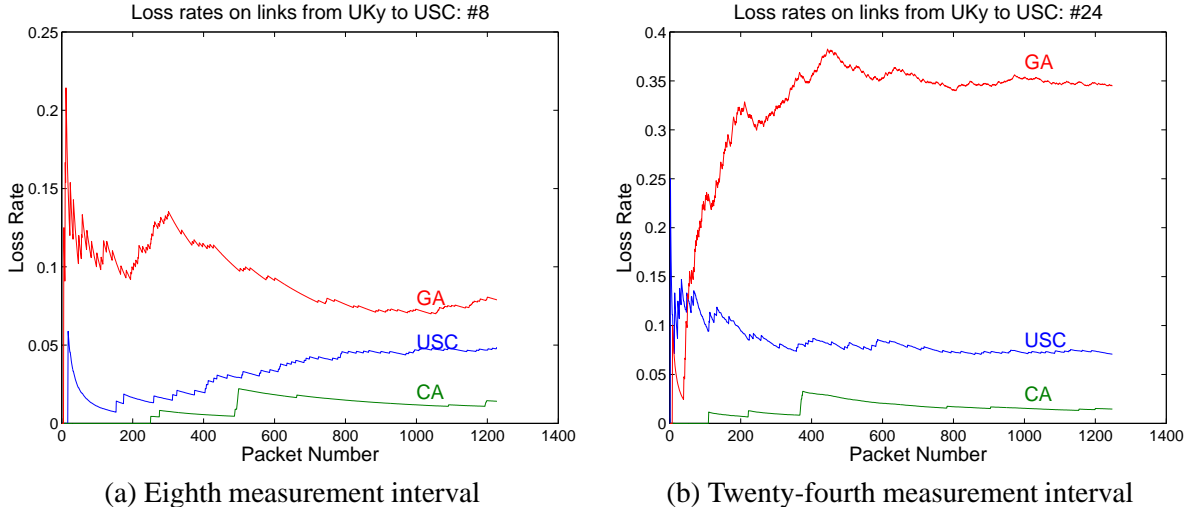 Loss rates on links from UKy to USC: #8
0.25
0.2
0.15
0.1
0.05
0
Loss Rate
GA
USC
CA
0 200 400 600 800 1000 1200 1400
Packet Number
(a) Eighth measurement interval
Loss rates on links from UKy to USC: #24
0.4
0.35
0.3
0.25
0.2
0.15
0.1
0.05
0
Loss Rate
GA
USC
CA
0 200 400 600 800 1000 1200 1400
Packet Number
(b) Twenty-fourth measurement interval